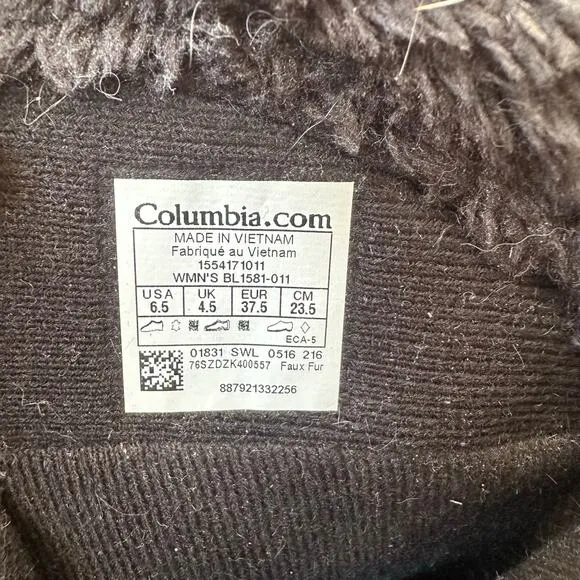 Columbia.com
MADE IN VIETNAM
Fabriqué au Vietnam
1554171011
WMN'S BL1581-011
USA UK EUR CM
6.5 4.5 37.5 23.5
ECA-5
01831 SWL 0516 216
76SZDZK400557 Faux Fur
887921332256